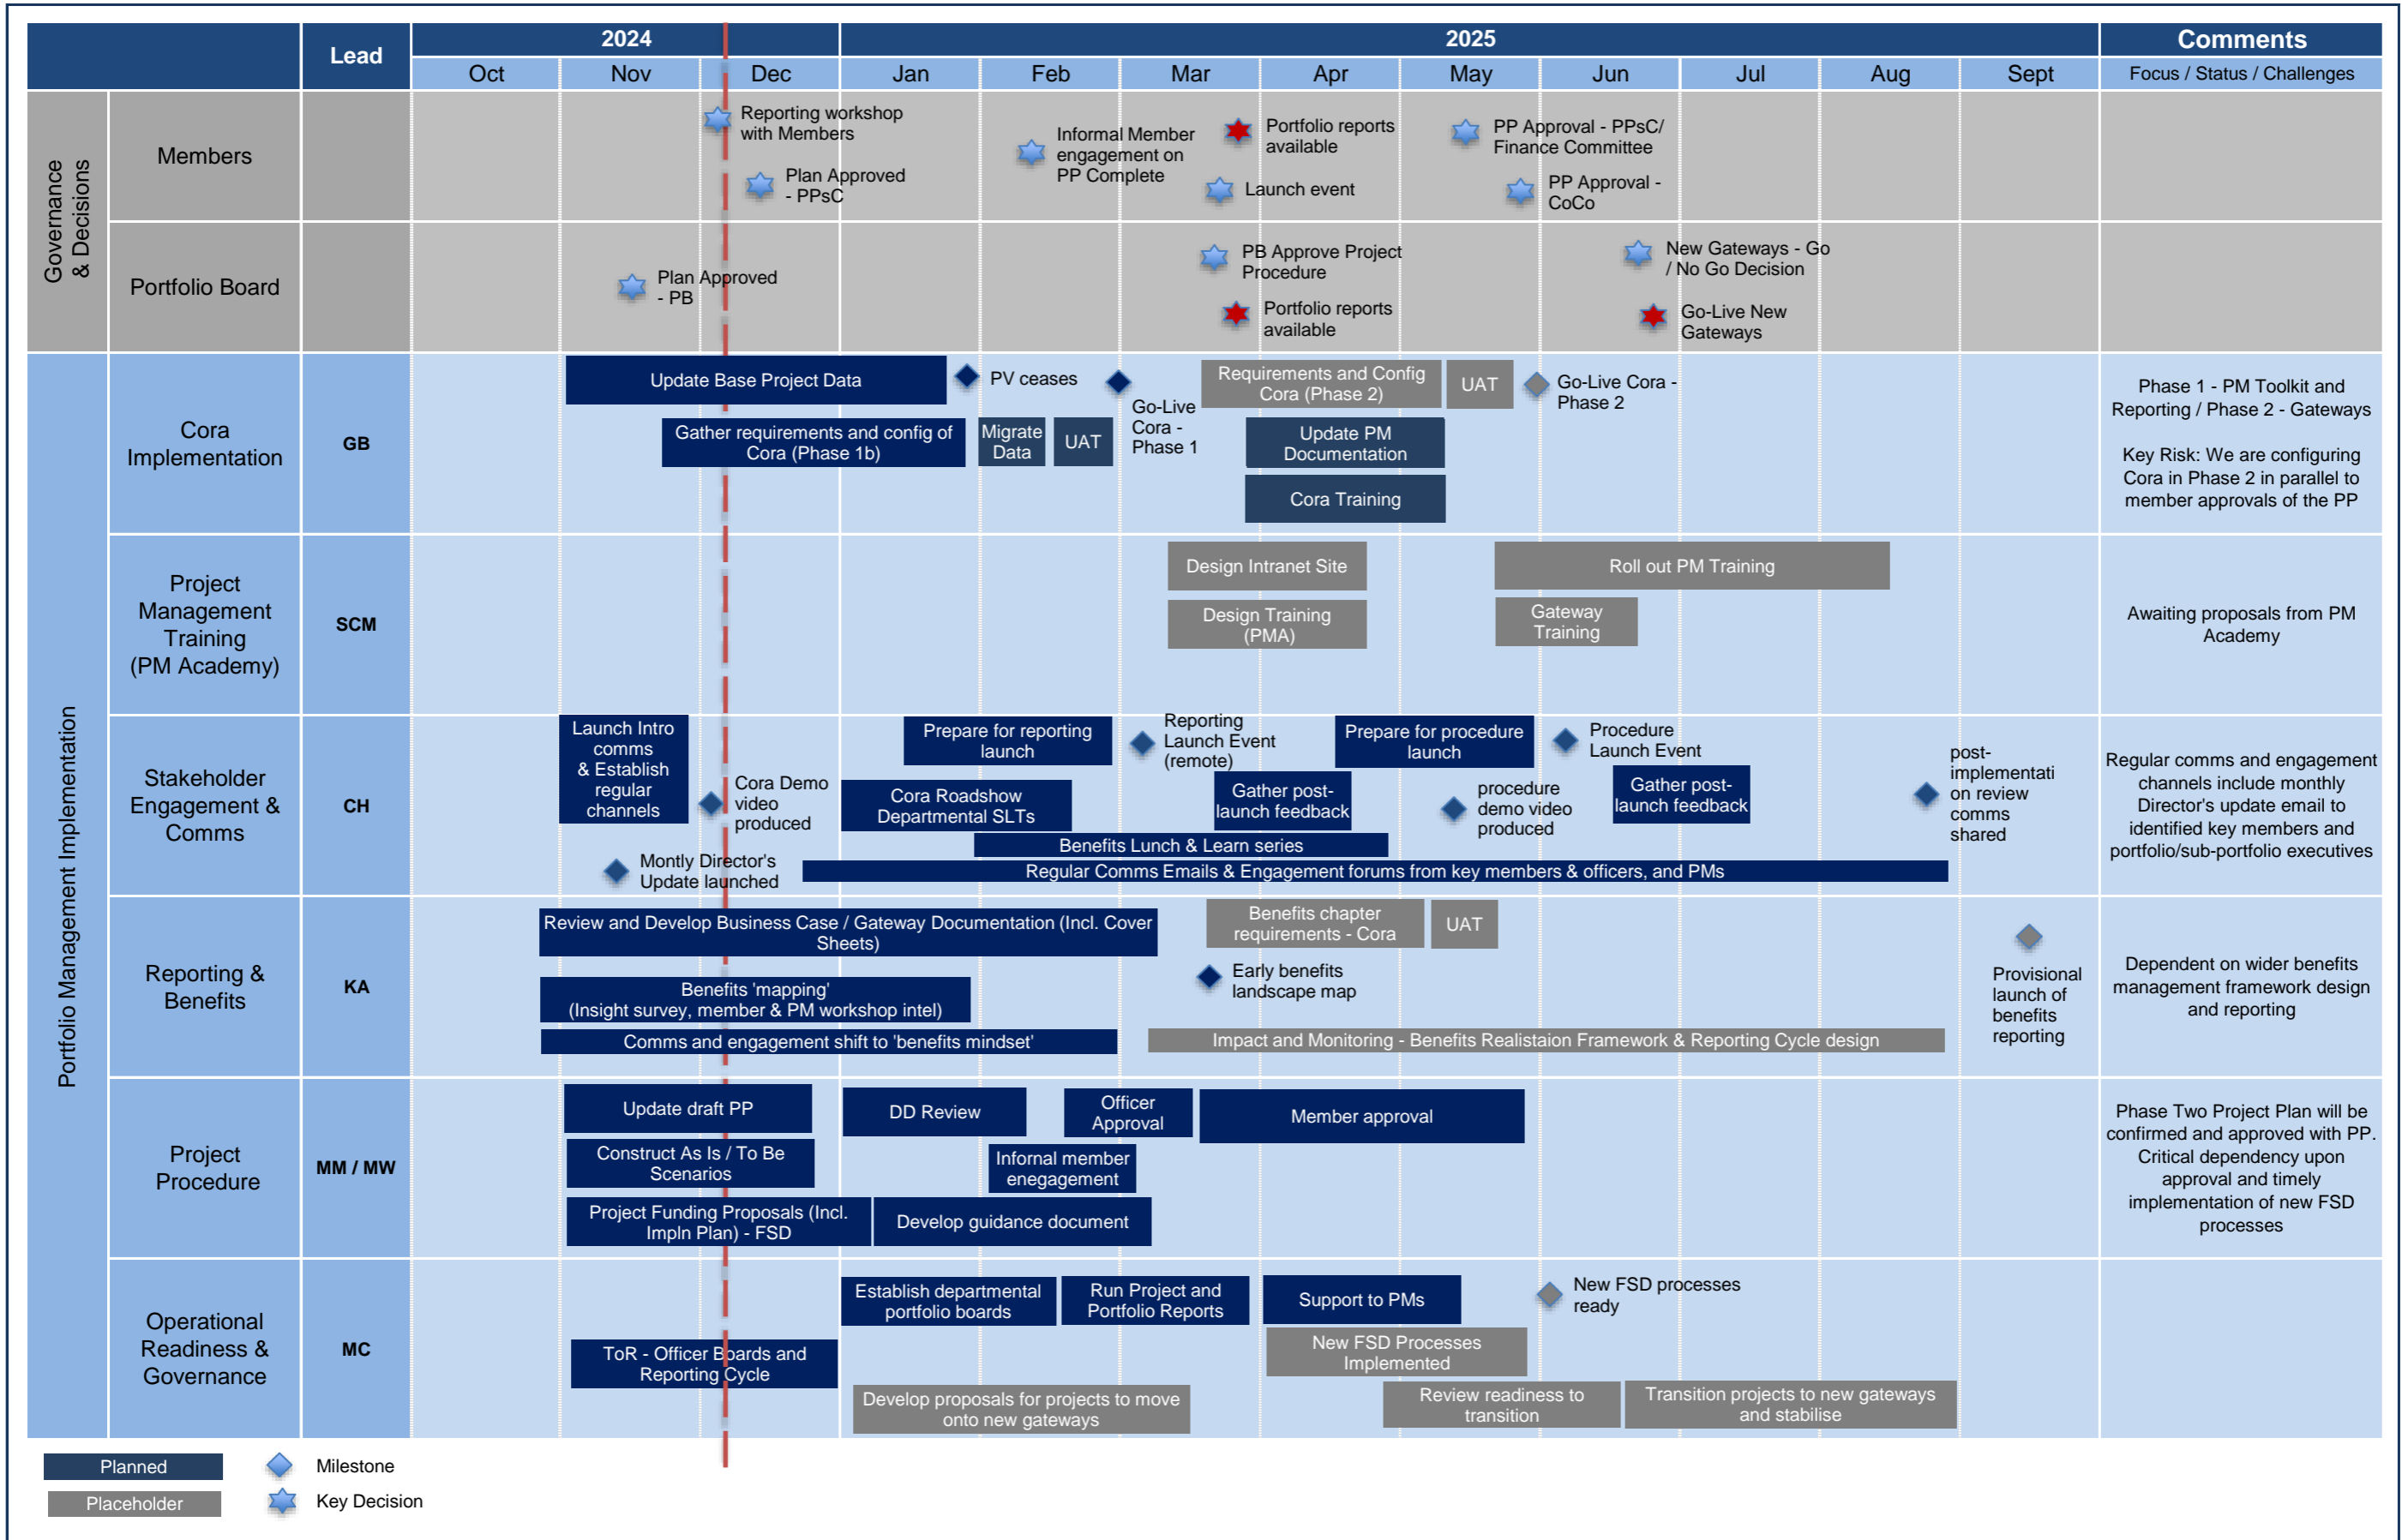 Lead
2024
2025
Comments
Oct
Nov
Dec
Jan
Feb
Mar
Apr
May
Jun
Jul
Aug
Sept
Focus / Status / Challenges
Governance
& Decisions
Members
Reporting workshop
with Members
Plan Approved
- PPsC
Informal Member
engagement on
PP Complete
Portfolio reports
available
Launch event
PP Approval - PPsC/
Finance Committee
PP Approval -
CoCo
Portfolio Board
Plan Approved
- PB
PB Approve Project
Procedure
Portfolio reports
available
New Gateways - Go
/ No Go Decision
Go-Live New
Gateways
Portfolio Management Implementation
Cora
Implementation
GB
Update Base Project Data
PV ceases
Go-Live
Cora -
Phase 1
Requirements and Config
Cora (Phase 2)
UAT
Go-Live Cora -
Phase 2
Gather requirements and config of
Cora (Phase 1b)
Migrate
Data
UAT
Update PM
Documentation
Cora Training
Phase 1 - PM Toolkit and
Reporting / Phase 2 - Gateways
Key Risk: We are configuring
Cora in Phase 2 in parallel to
member approvals of the PP
Project
Management
Training
(PM Academy)
SCM
Design Intranet Site
Roll out PM Training
Design Training
(PMA)
Gateway
Training
Awaiting proposals from PM
Academy
Stakeholder
Engagement &
Comms
CH
Launch Intro
comms
& Establish
regular
channels
Cora Demo
video
produced
Prepare for reporting
launch
Reporting
Launch Event
(remote)
Prepare for procedure
launch
Procedure
Launch Event
Cora Roadshow
Departmental SLTs
Gather post-
launch feedback
procedure
demo video
produced
Gather post-
launch feedback
post-
implementati
on review
comms
shared
Benefits Lunch & Learn series
Montly Director's
Update launched
Regular Comms Emails & Engagement forums from key members & officers, and PMs
Regular comms and engagement
channels include monthly
Director's update email to
identified key members and
portfolio/sub-portfolio executives
Reporting &
Benefits
KA
Review and Develop Business Case / Gateway Documentation (Incl. Cover
Sheets)
Benefits chapter
requirements - Cora
UAT
Benefits 'mapping'
(Insight survey, member & PM workshop intel)
Early benefits
landscape map
Provisional
launch of
benefits
reporting
Comms and engagement shift to 'benefits mindset'
Impact and Monitoring - Benefits Realistaion Framework & Reporting Cycle design
Dependent on wider benefits
management framework design
and reporting
Project
Procedure
MM / MW
Update draft PP
DD Review
Officer
Approval
Member approval
Construct As Is / To Be
Scenarios
Infornal member
enegagement
Project Funding Proposals (Incl.
Impln Plan) - FSD
Develop guidance document
Phase Two Project Plan will be
confirmed and approved with PP.
Critical dependency upon
approval and timely
implementation of new FSD
processes
Operational
Readiness &
Governance
MC
Establish departmental
portfolio boards
Run Project and
Portfolio Reports
Support to PMs
New FSD processes
ready
ToR - Officer Boards and
Reporting Cycle
New FSD Processes
Implemented
Develop proposals for projects to move
onto new gateways
Review readiness to
transition
Transition projects to new gateways
and stabilise
Planned
Milestone
Placeholder
Key Decision